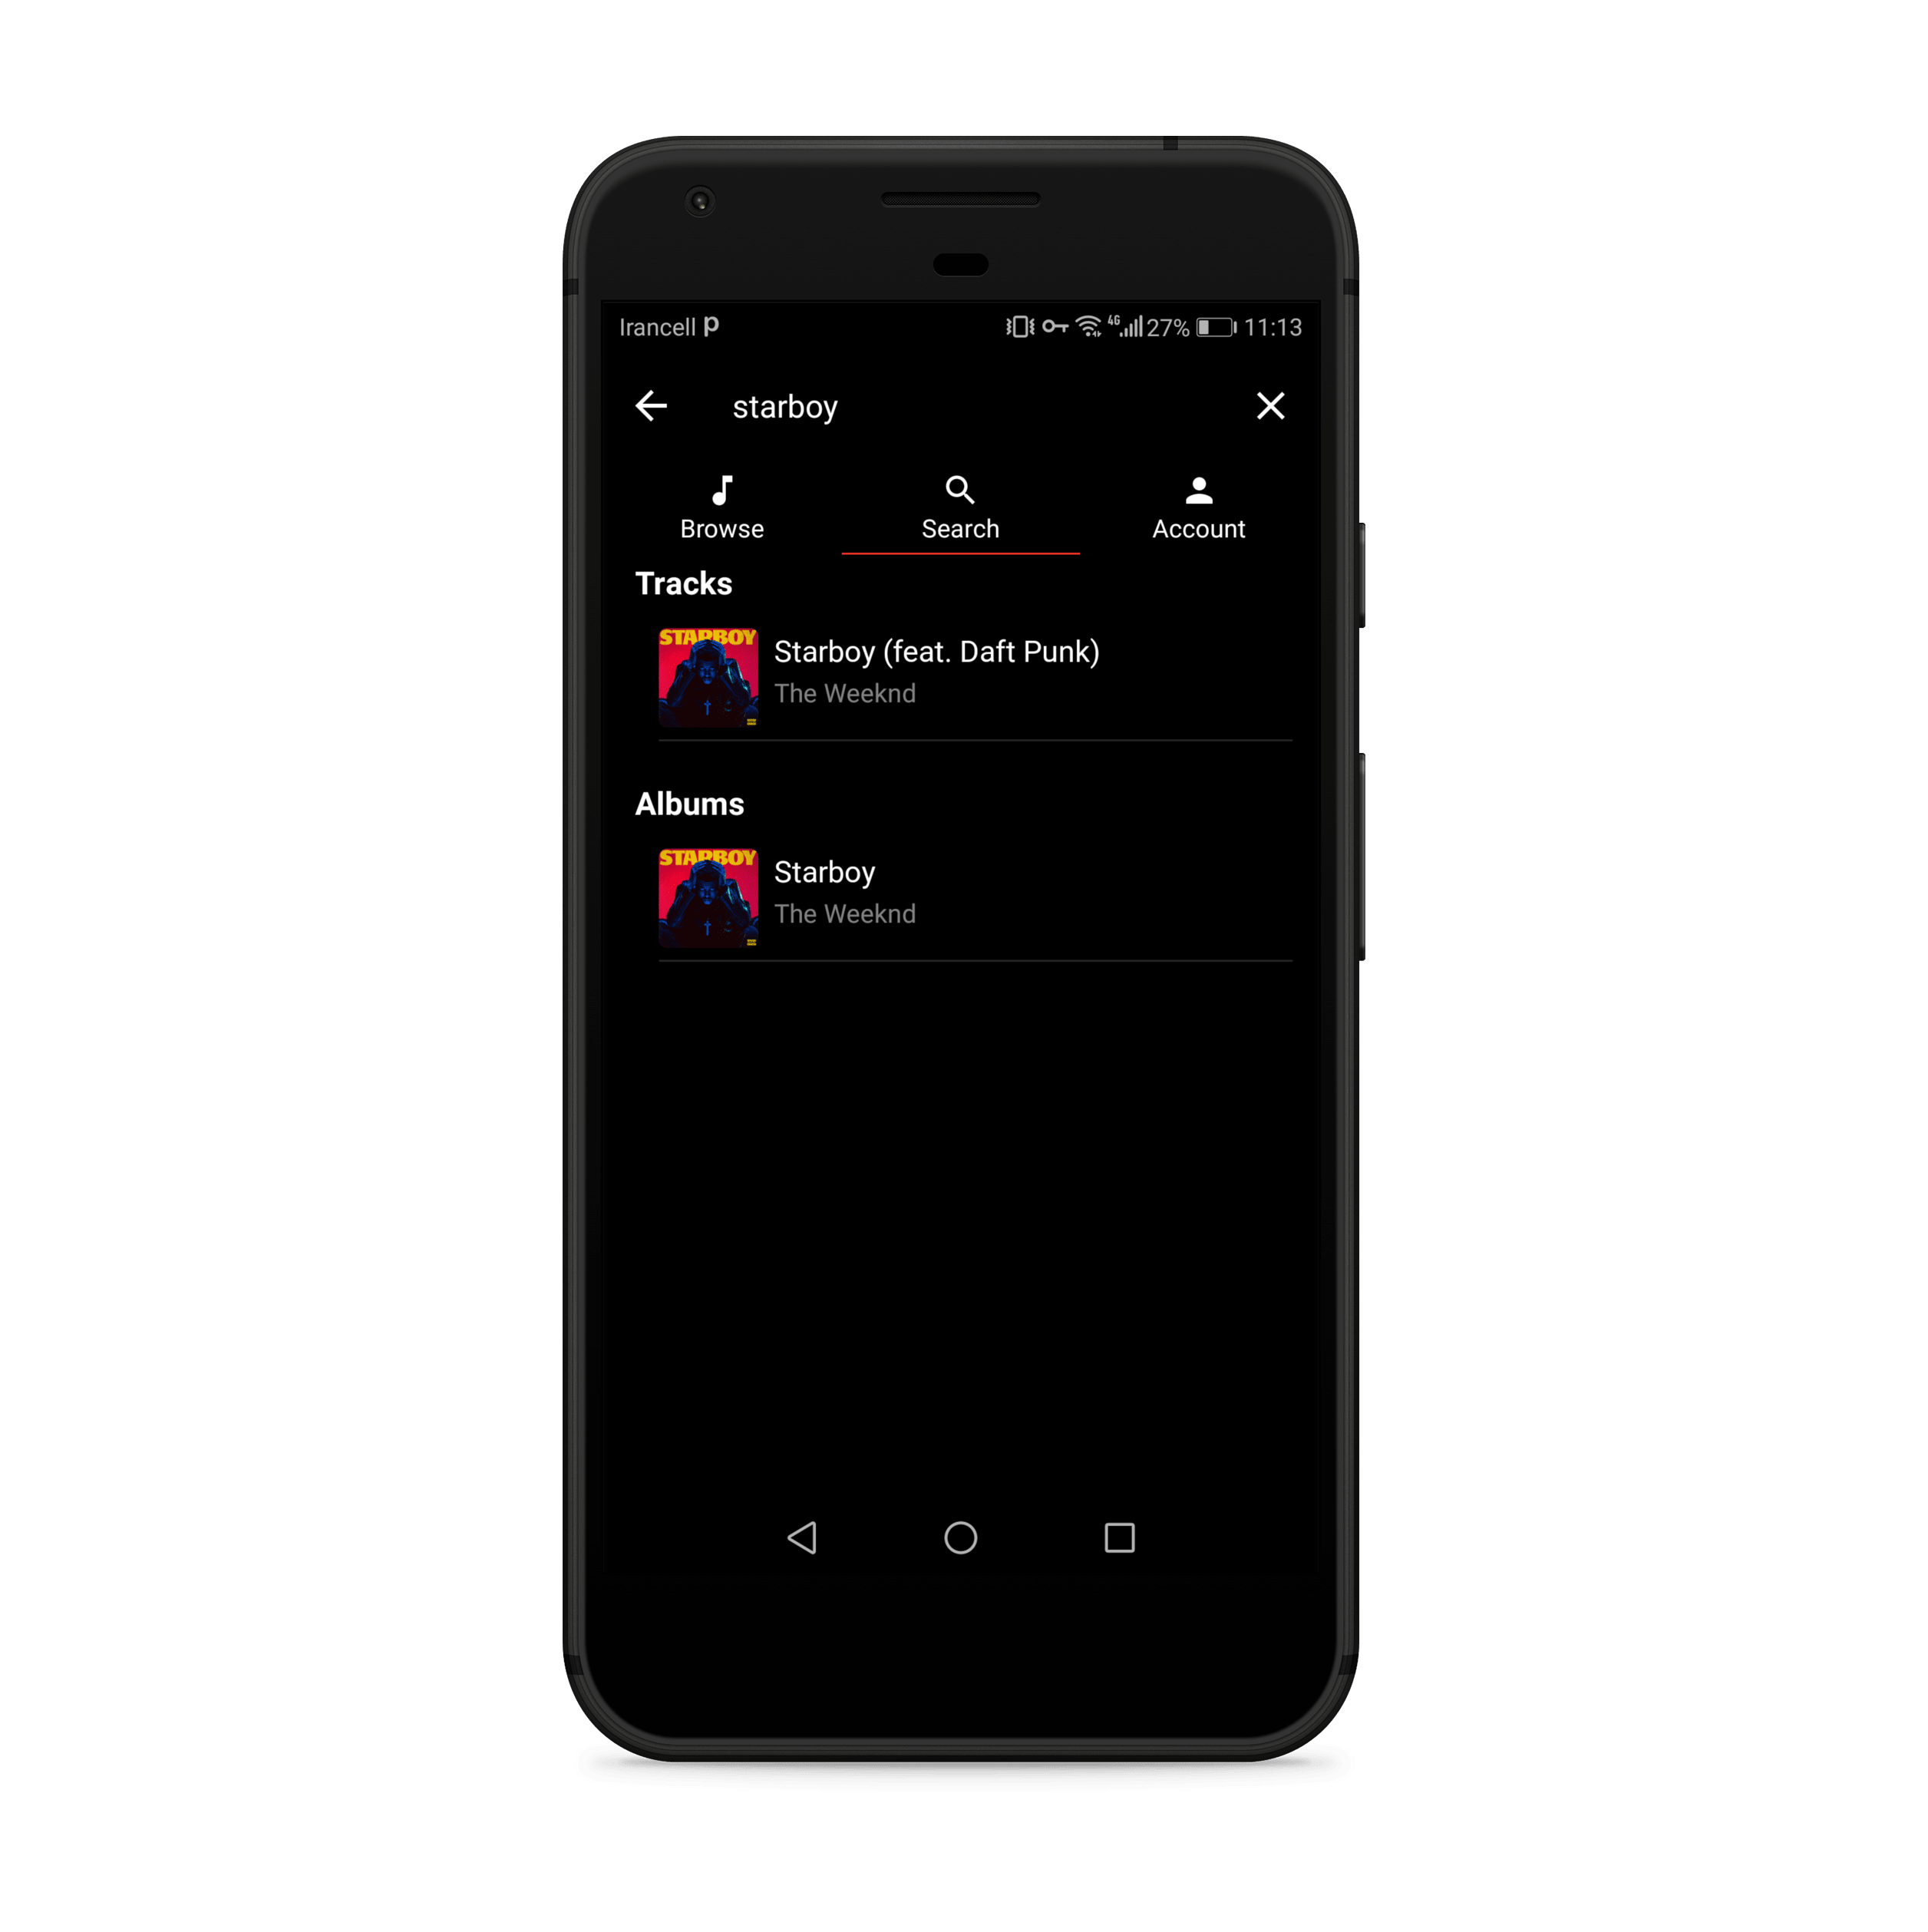 Irancell p 4G 27% 11:13
starboy
Browse Search Account
Tracks
STARBOY
Starboy (feat. Daft Punk)
The Weeknd
Albums
STARBOY
Starboy
The Weeknd